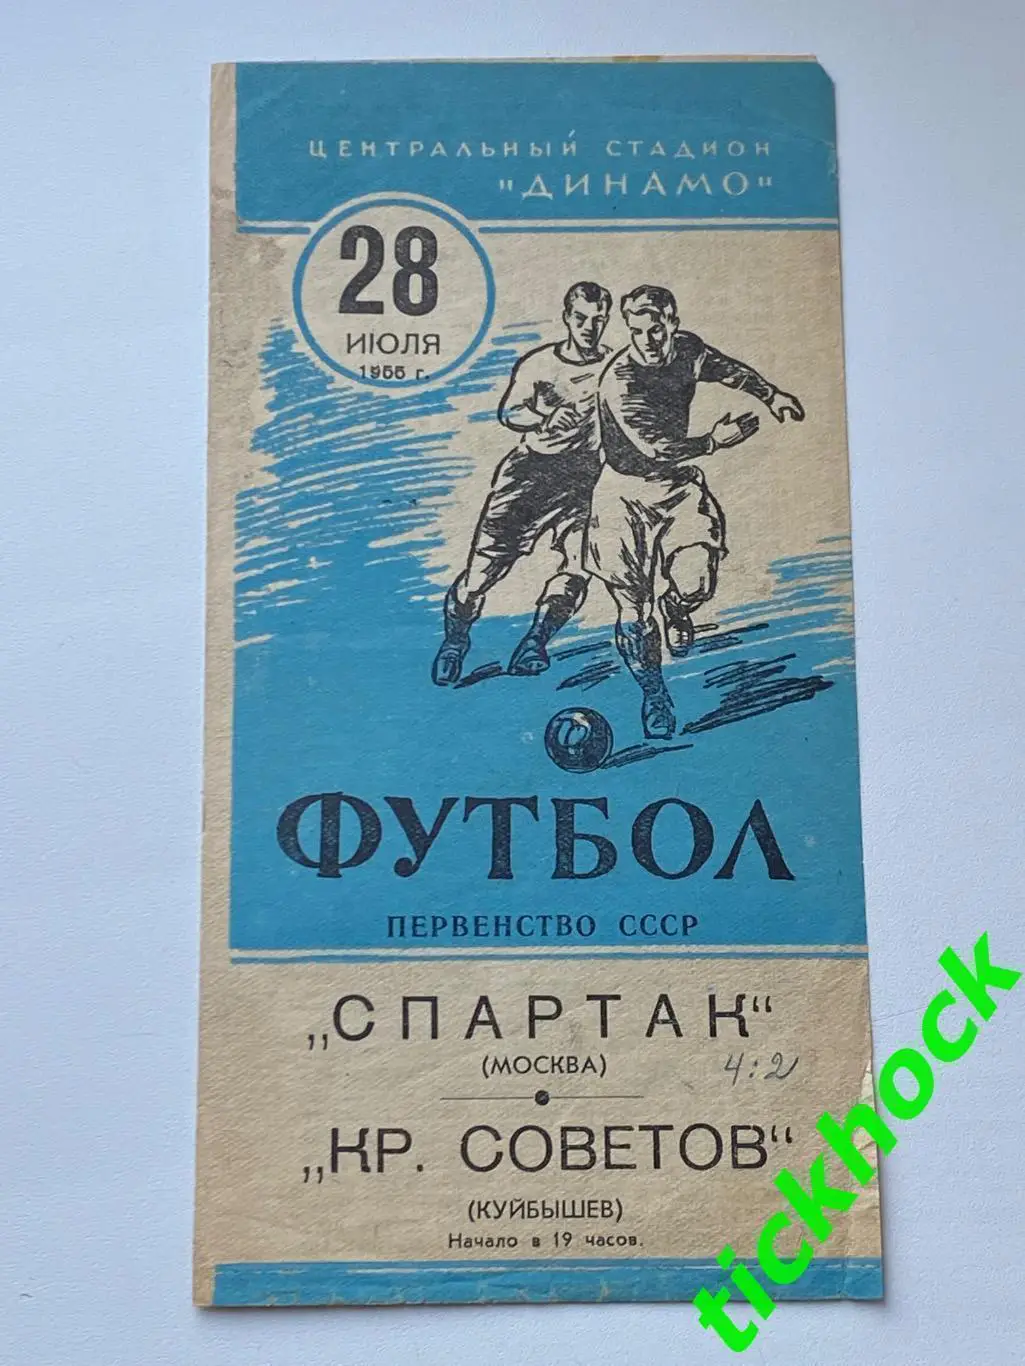 ЦЕНТРАЛЬНЫЙ СТАДИОН
"ДИНАМО"
28
ИЮЛЯ
1955 г.
ФУТБОЛ
ПЕРВЕНСТВО СССР
„СПАРТАК“
(МОСКВА)
4:2
„КР. СОВЕТОВ“
(КУЙБЫШЕВ)
Начало в 19 часов.
tickhock